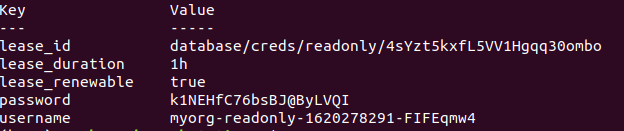 Key Value
--- -----
lease_id database/creds/readonly/4sYzt5kxfL5VV1Hgqq30ombo
lease_duration 1h
lease_renewable true
password k1NEHfC76bsBJ@ByLVQI
username myorg-readonly-1620278291-FIFEqmw4